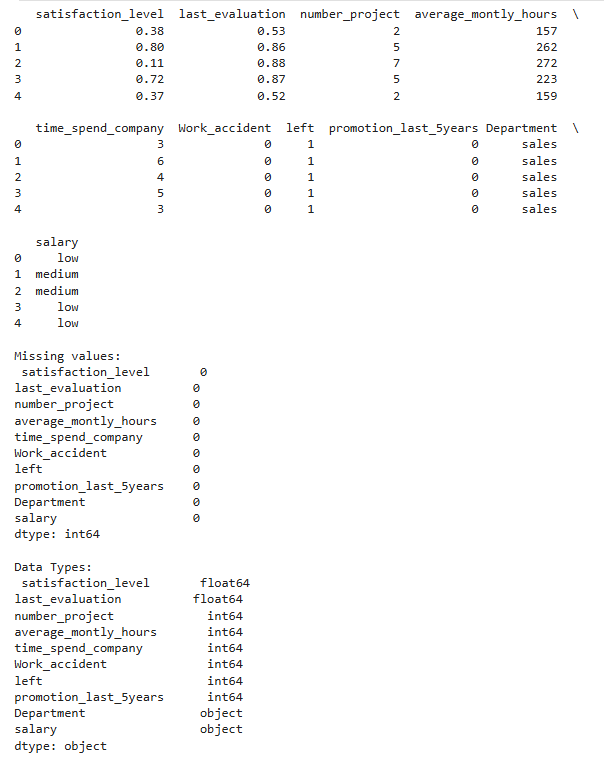 satisfaction_level  last_evaluation  number_project  average_montly_hours  \
0                0.38             0.53               2                   157
1                0.80             0.86               5                   262
2                0.11             0.88               7                   272
3                0.72             0.87               5                   223
4                0.37             0.52               2                   159

   time_spend_company  Work_accident  left  promotion_last_5years Department  \
0                   3              0     1                      0      sales
1                   6              0     1                      0      sales
2                   4              0     1                      0      sales
3                   5              0     1                      0      sales
4                   3              0     1                      0      sales

   salary
0     low
1  medium
2  medium
3     low
4     low

Missing values:
 satisfaction_level       0
last_evaluation          0
number_project           0
average_montly_hours     0
time_spend_company       0
Work_accident            0
left                     0
promotion_last_5years    0
Department               0
salary                   0
dtype: int64

Data Types:
 satisfaction_level       float64
last_evaluation          float64
number_project             int64
average_montly_hours       int64
time_spend_company         int64
Work_accident              int64
left                       int64
promotion_last_5years      int64
Department                object
salary                    object
dtype: object